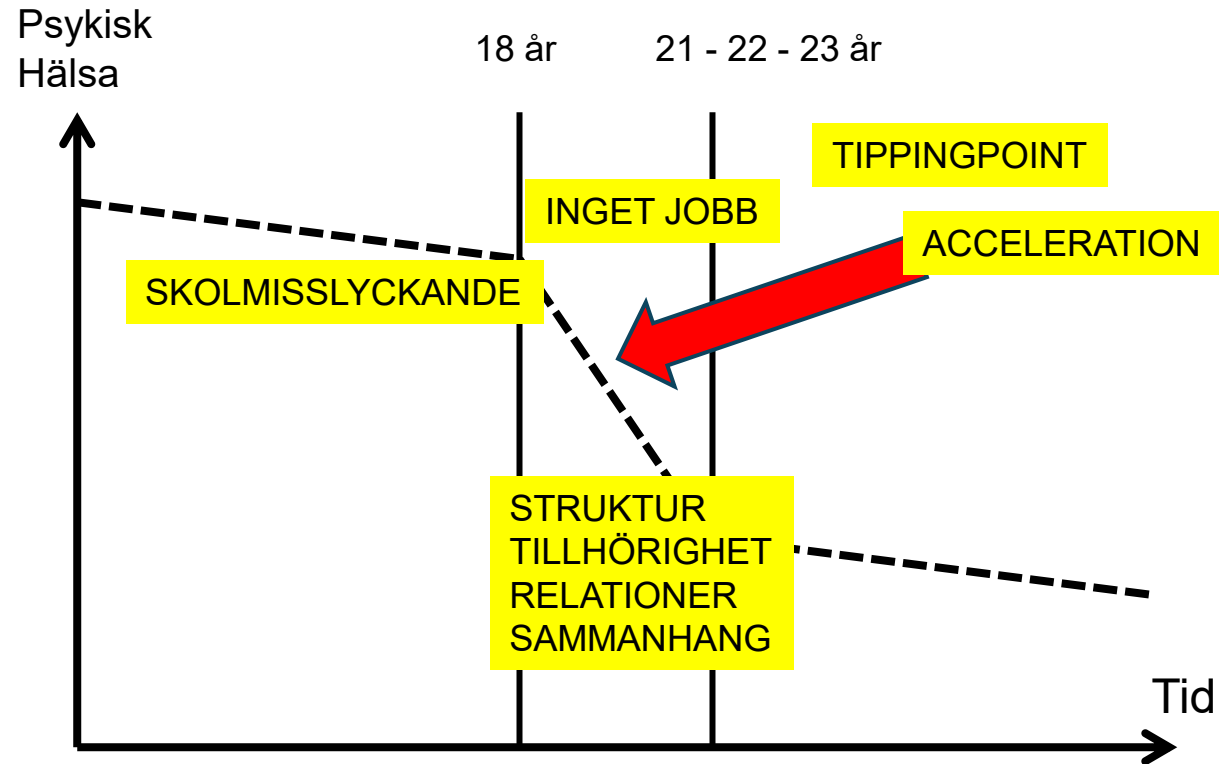 Psykisk
Hälsa
18 år
21 - 22 - 23 år
TIPPINGPOINT
INGET JOBB
ACCELERATION
SKOLMISSLYCKANDE
STRUKTUR
TILLHÖRIGHET
RELATIONER
SAMMANHANG
Tid